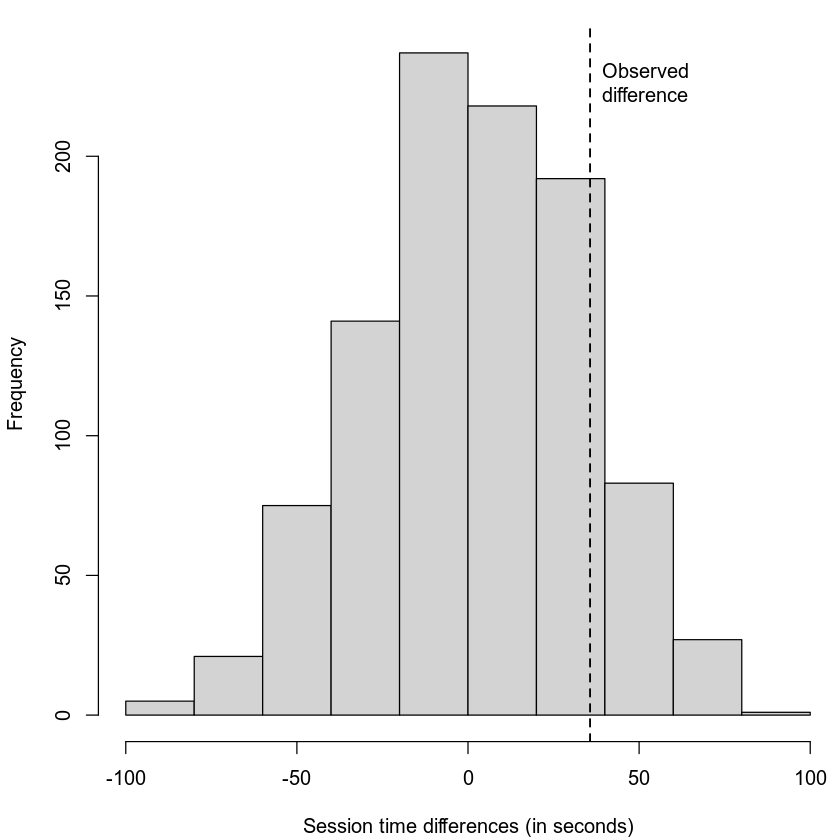 Observed
difference
Frequency
200
150
100
50
0
-100 -50 0 50 100
Session time differences (in seconds)